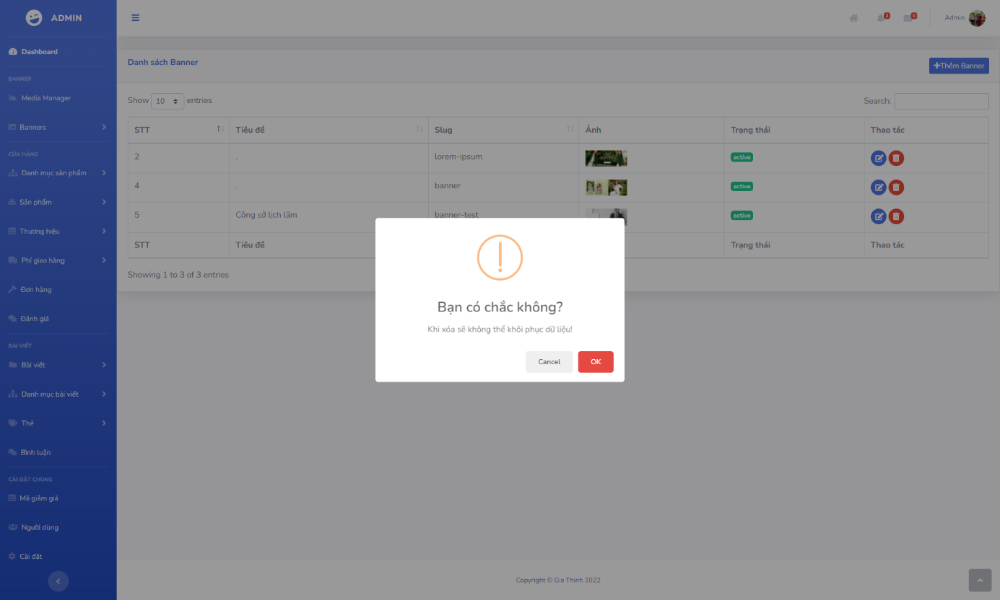 ADMIN
2
0
Admin
Dashboard
Danh sách Banner
Thêm Banner
BANNER
Media Manager
Banners
Show 10 entries
Search:
STT Tiêu đề Slug Ảnh Trạng thái Thao tác
2 . lorem-ipsum active
4 . banner active
5 Công sở lịch lãm banner-test active
STT Tiêu đề Trạng thái Thao tác
Showing 1 to 3 of 3 entries
CỬA HÀNG
Danh mục sản phẩm
Sản phẩm
Thương hiệu
Phí giao hàng
Đơn hàng
Đánh giá
BÀI VIẾT
Bài viết
Danh mục bài viết
Thẻ
Bình luận
CÀI ĐẶT CHUNG
Mã giảm giá
Người dùng
Cài đặt
Bạn có chắc không?
Khi xóa sẽ không thể khôi phục dữ liệu!
Cancel
OK
Copyright © Gia Thinh 2022